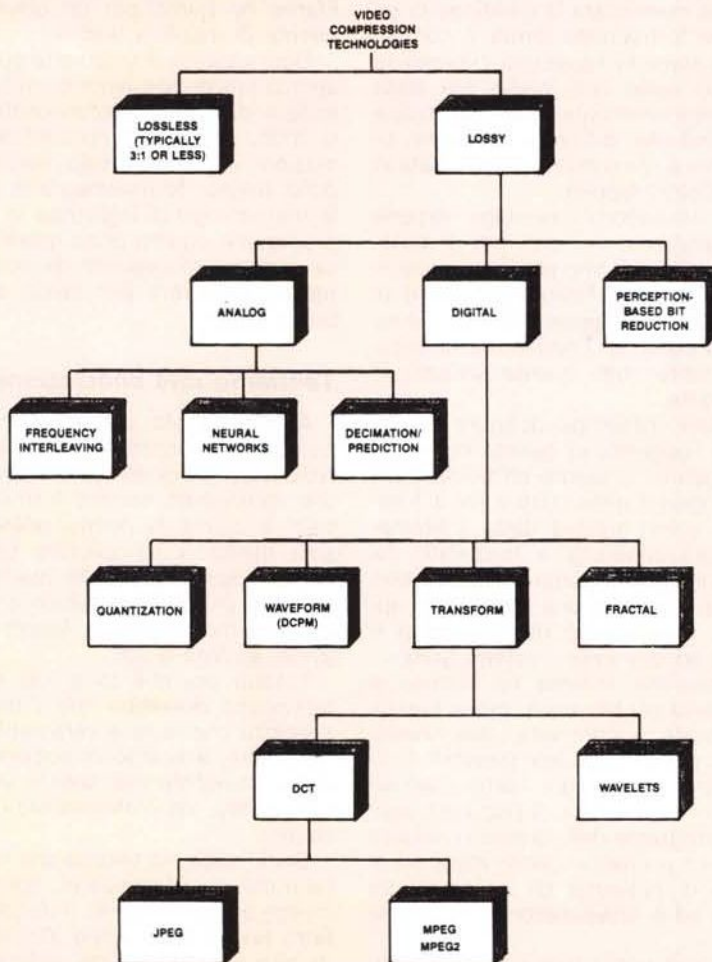 VIDEO
COMPRESSION
TECHNOLOGIES
LOSSLESS
(TYPICALLY
3:1 OR LESS)
LOSSY
ANALOG
DIGITAL
PERCEPTION-
BASED BIT
REDUCTION
FREQUENCY
INTERLEAVING
NEURAL
NETWORKS
DECIMATION/
PREDICTION
QUANTIZATION
WAVEFORM
(DCPM)
TRANSFORM
FRACTAL
DCT
WAVELETS
JPEG
MPEG
MPEG2